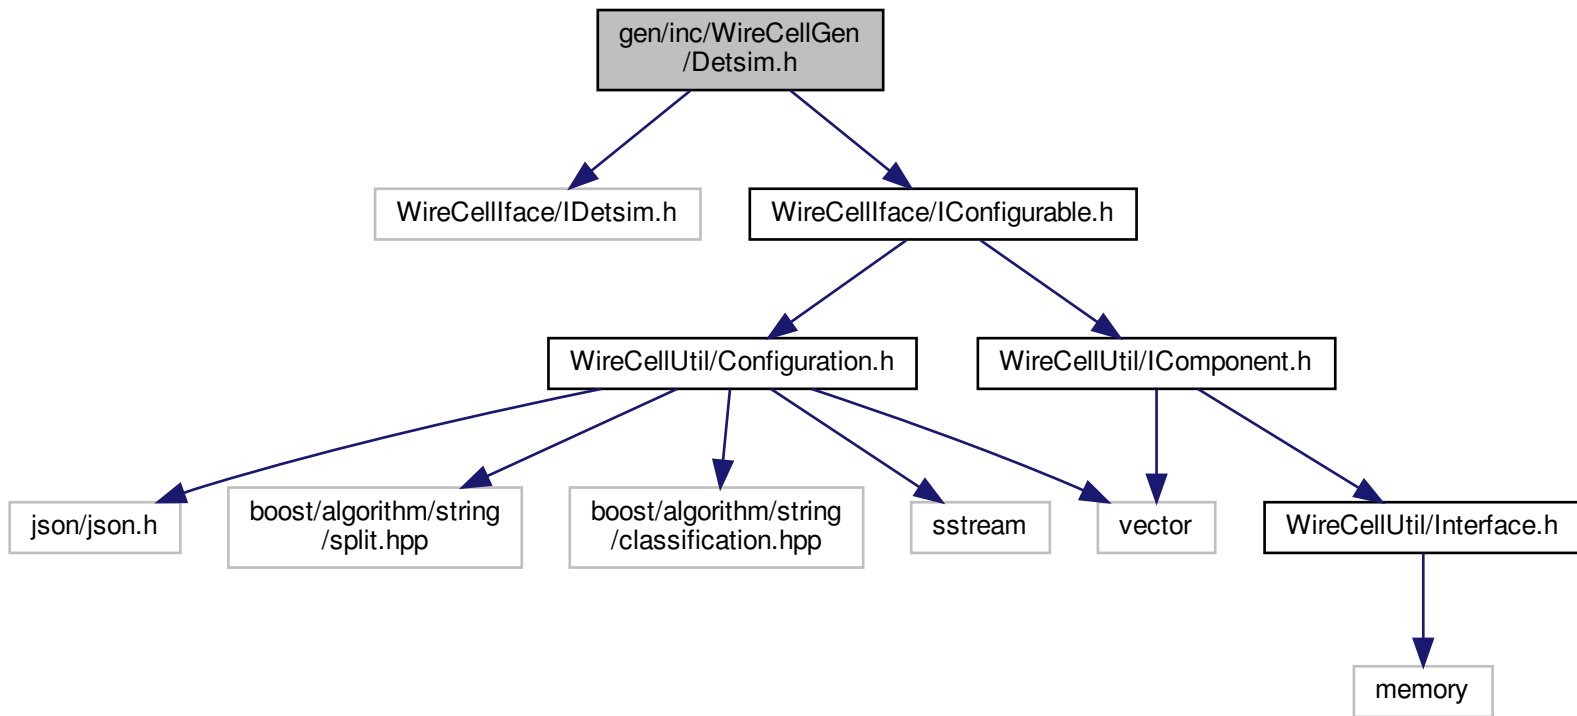 gen/inc/WireCellGen
/Detsim.h
WireCellIface/IDetsim.h
WireCellIface/IConfigurable.h
WireCellUtil/Configuration.h
WireCellUtil/IComponent.h
json/json.h
boost/algorithm/string
/split.hpp
boost/algorithm/string
/classification.hpp
sstream
vector
WireCellUtil/Interface.h
memory